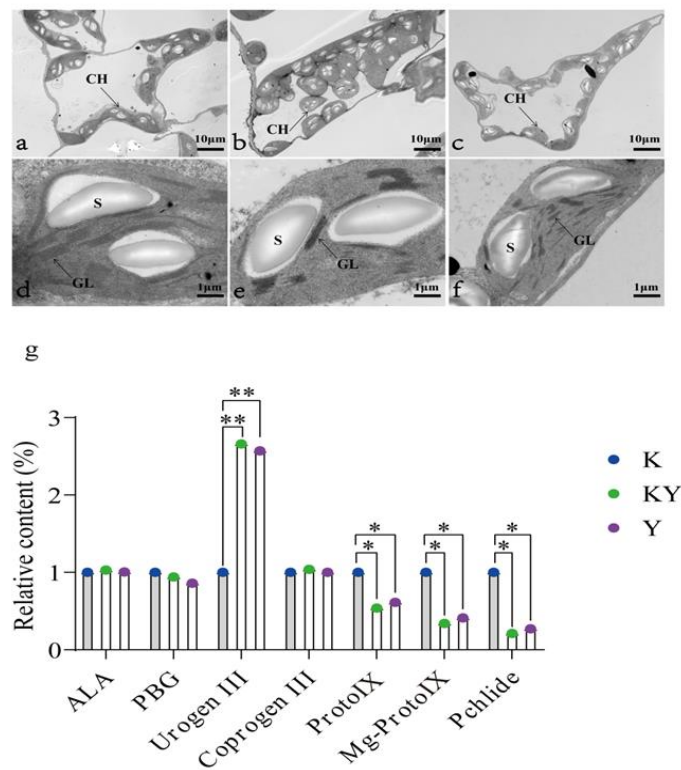 CH
a
10μm
CH
b
10μm
CH
c
10μm
S
GL
d
1μm
S
GL
e
1μm
S
GL
f
1μm
g
Relative content (%)
3
2
1
0
**
**
*
*
*
*
*
*
K
KY
Y
ALA
PBG
Urogen III
Coprogen III
ProtoIX
Mg-ProtoIX
Pchlide